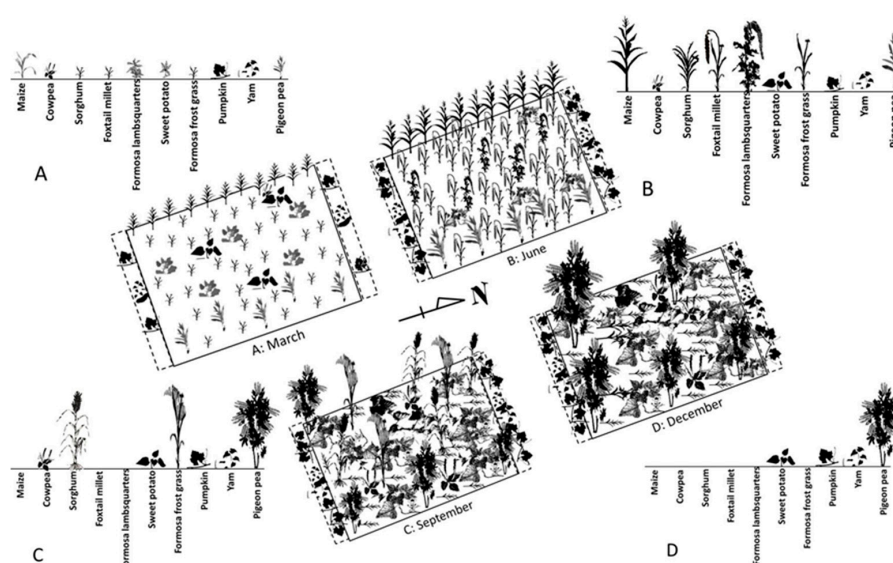 Maize
Cowpea
Sorghum
Foxtail millet
Formosa lambsquarters
Sweet potato
Formosa frost grass
Pumpkin
Yam
Pigeon pea
A
Maize
Cowpea
Sorghum
Foxtail millet
Formosa lambsquarters
Sweet potato
Formosa frost grass
Pumpkin
Yam
Pigeon pea
B
A: March
B: June
N
C: September
D: December
Maize
Cowpea
Sorghum
Foxtail millet
Formosa lambsquarters
Sweet potato
Formosa frost grass
Pumpkin
Yam
Pigeon pea
C
Maize
Cowpea
Sorghum
Foxtail millet
Formosa lambsquarters
Sweet potato
Formosa frost grass
Pumpkin
Yam
Pigeon pea
D